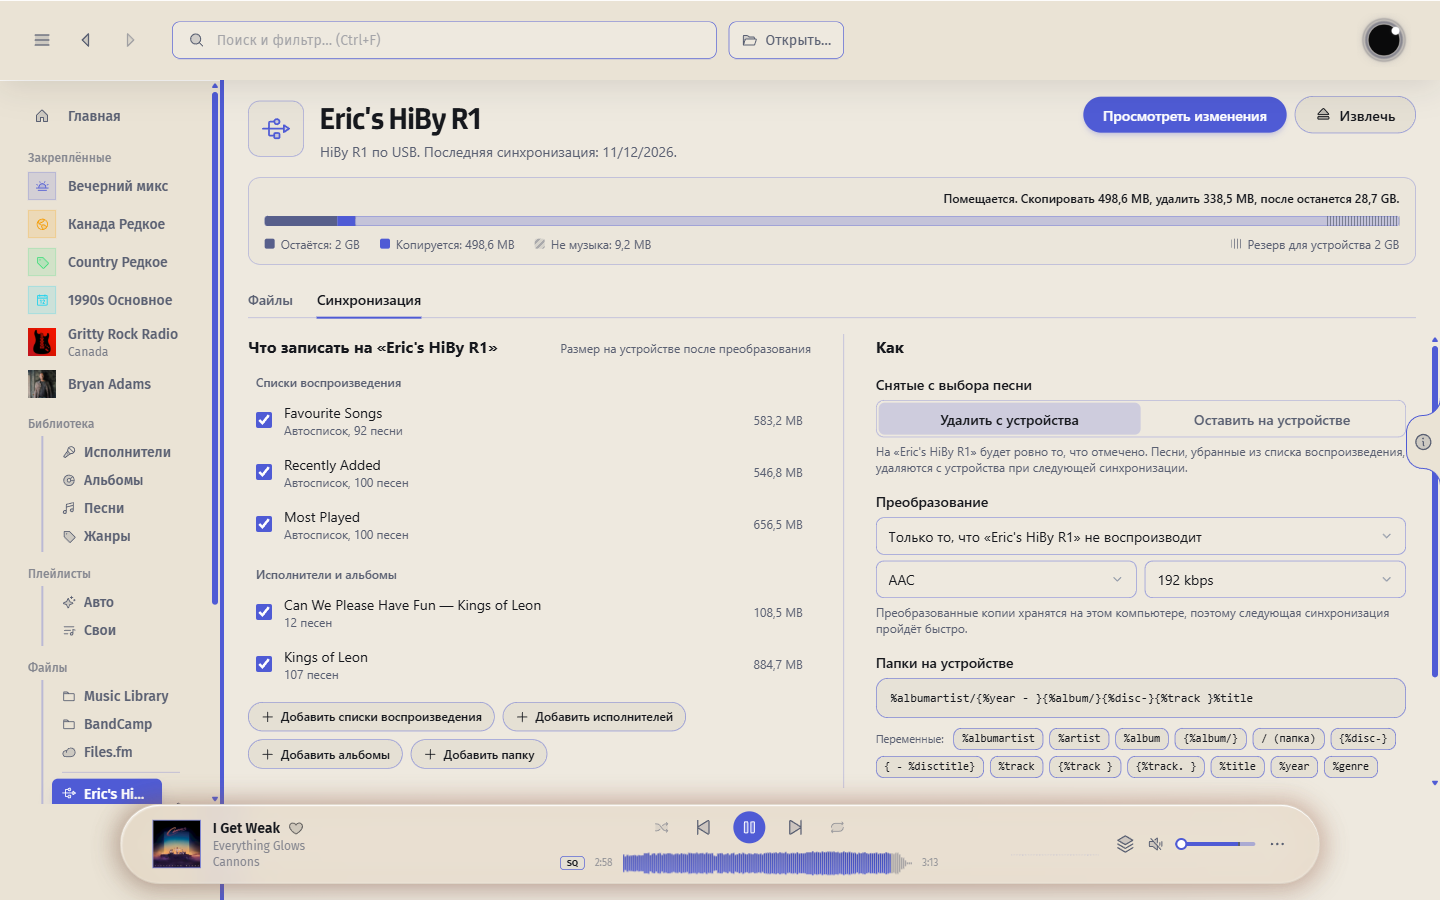 Поиск и фильтр... (Ctrl+F)
Открыть...
Главная
Закреплённые
Вечерний микс
Канада Редкое
Country Редкое
1990s Основное
Gritty Rock Radio
Canada
Bryan Adams
Библиотека
Исполнители
Альбомы
Песни
Жанры
Плейлисты
Авто
Свои
Файлы
Music Library
BandCamp
Files.fm
Eric's Hi...
Eric's HiBy R1
HiBy R1 по USB. Последняя синхронизация: 11/12/2026.
Просмотреть изменения
Извлечь
Помещается. Скопировать 498,6 MB, удалить 338,5 MB, после останется 28,7 GB.
Остаётся: 2 GB
Копируется: 498,6 MB
Не музыка: 9,2 MB
Резерв для устройства 2 GB
Файлы
Синхронизация
Что записать на «Eric's HiBy R1»
Размер на устройстве после преобразования
Списки воспроизведения
Favourite Songs
Автосписок, 92 песни
583,2 MB
Recently Added
Автосписок, 100 песен
546,8 MB
Most Played
Автосписок, 100 песен
656,5 MB
Исполнители и альбомы
Can We Please Have Fun — Kings of Leon
12 песен
108,5 MB
Kings of Leon
107 песен
884,7 MB
Добавить списки воспроизведения
Добавить исполнителей
Добавить альбомы
Добавить папку
Как
Снятые с выбора песни
Удалить с устройства
Оставить на устройстве
На «Eric's HiBy R1» будет ровно то, что отмечено. Песни, убранные из списка воспроизведения,
удаляются с устройства при следующей синхронизации.
Преобразование
Только то, что «Eric's HiBy R1» не воспроизводит
AAC
192 kbps
Преобразованные копии хранятся на этом компьютере, поэтому следующая синхронизация
пройдёт быстро.
Папки на устройстве
%albumartist/{%year - }{%album/}{%disc-}{%track }%title
Переменные:
%albumartist
%artist
%album
{%album/}
/ (папка)
{%disc-}
{ - %disctitle}
%track
{%track }
{%track. }
%title
%year
%genre
I Get Weak
Everything Glows
Cannons
SQ
2:58
3:13